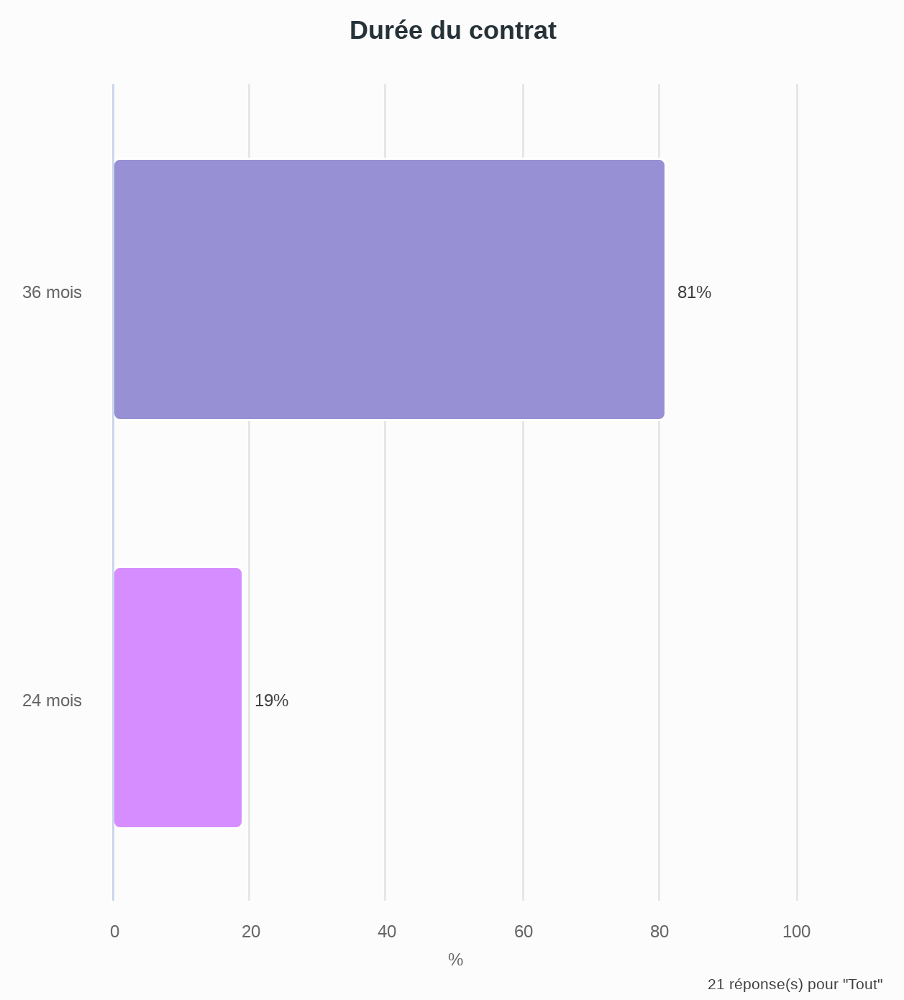 Durée du contrat
36 mois
81%
24 mois
19%
0 20 40 60 80 100
%
21 réponse(s) pour "Tout"